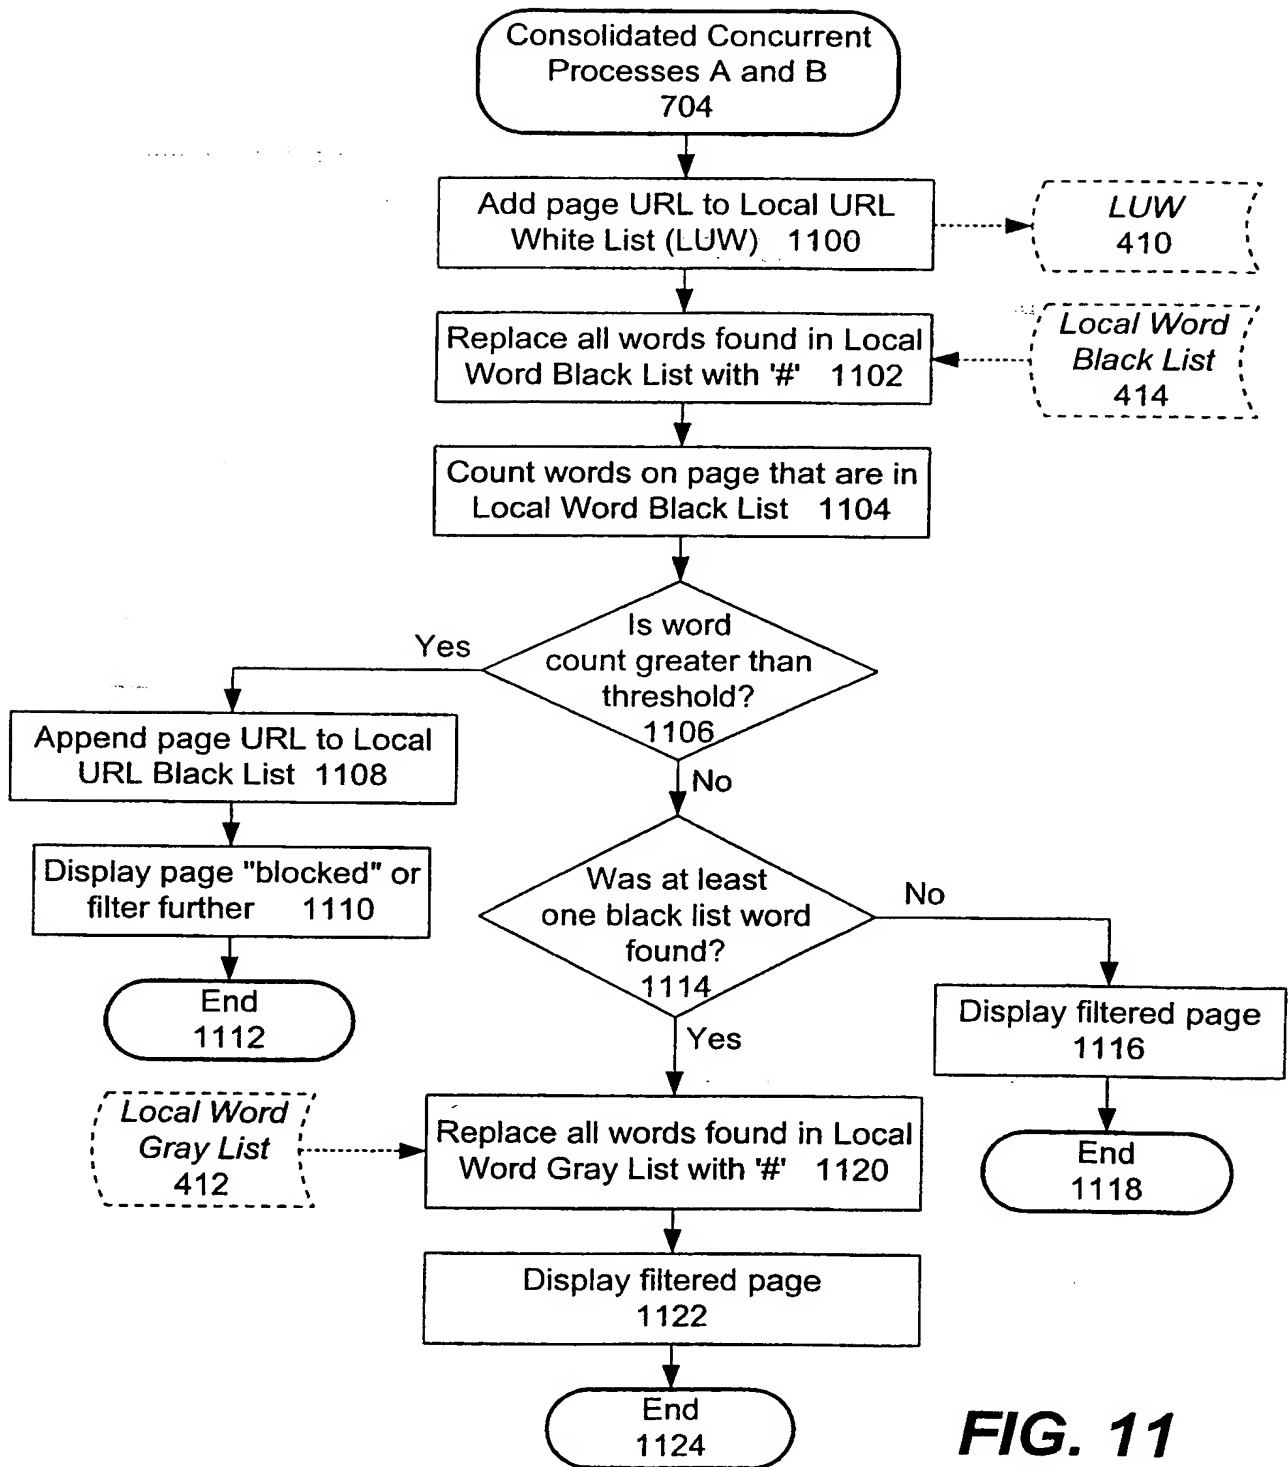 Consolidated Concurrent
Processes A and B
704
Add page URL to Local URL
White List (LUW) 1100
LUW
410
Replace all words found in Local
Word Black List with '#' 1102
Local Word
Black List
414
Count words on page that are in
Local Word Black List 1104
Is word
count greater than
threshold?
1106
Yes
No
Append page URL to Local
URL Black List 1108
Display page "blocked" or
filter further 1110
End
1112
Was at least
one black list word
found?
1114
No
Yes
Display filtered page
1116
End
1118
Local Word
Gray List
412
Replace all words found in Local
Word Gray List with '#' 1120
Display filtered page
1122
End
1124
FIG. 11